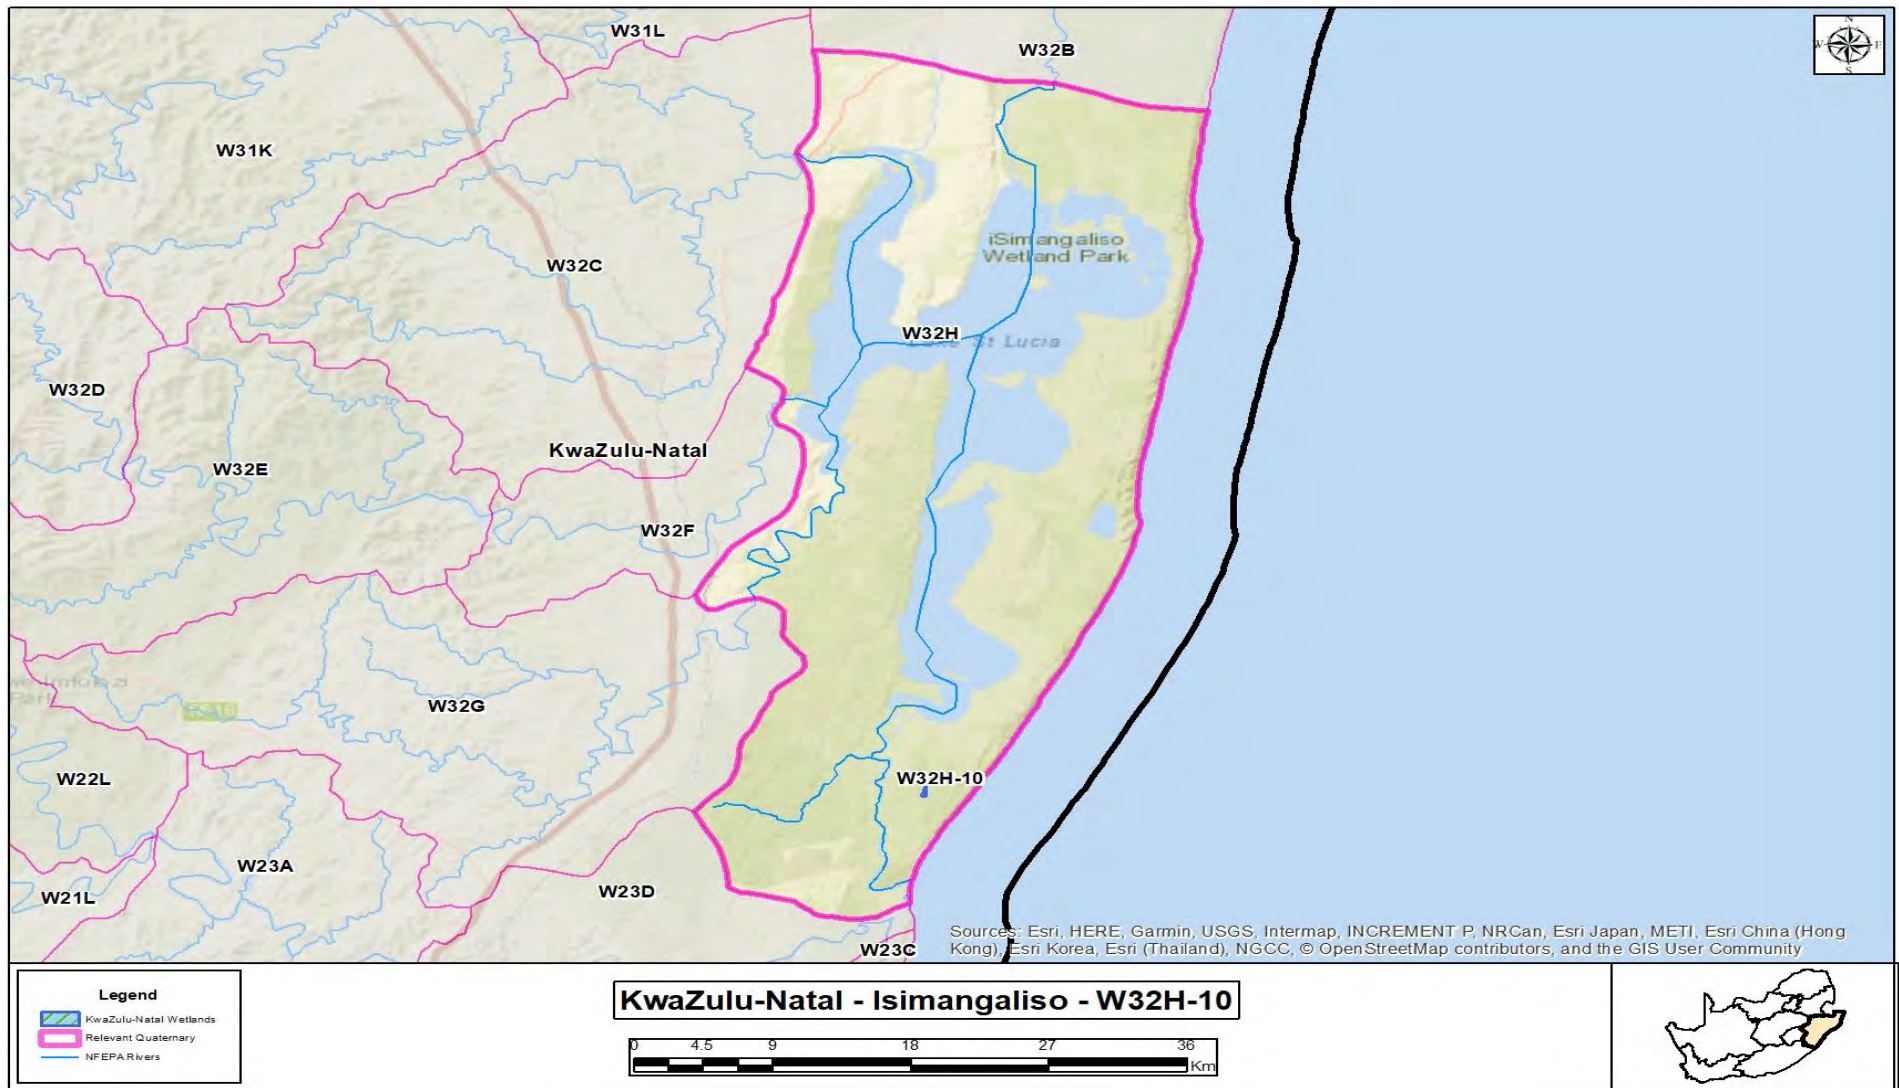 W31L
W32B
N
W E
S
W31K
iSimangaliso
Wetland Park
W32C
W32H
Lake St Lucia
W32D
KwaZulu-Natal
W32E
W32F
W32G
W22L
W32H-10
W23A
W23D
W21L
W23C
Sources: Esri, HERE, Garmin, USGS, Intermap, INCREMENT P, NRCan, Esri Japan, METI, Esri China (Hong
Kong), Esri Korea, Esri (Thailand), NGCC, © OpenStreetMap contributors, and the GIS User Community
Legend
KwaZulu-Natal Wetlands
Relevant Quaternary
NFEPA Rivers
KwaZulu-Natal - Isimangaliso - W32H-10
0 4.5 9 18 27 36
Km